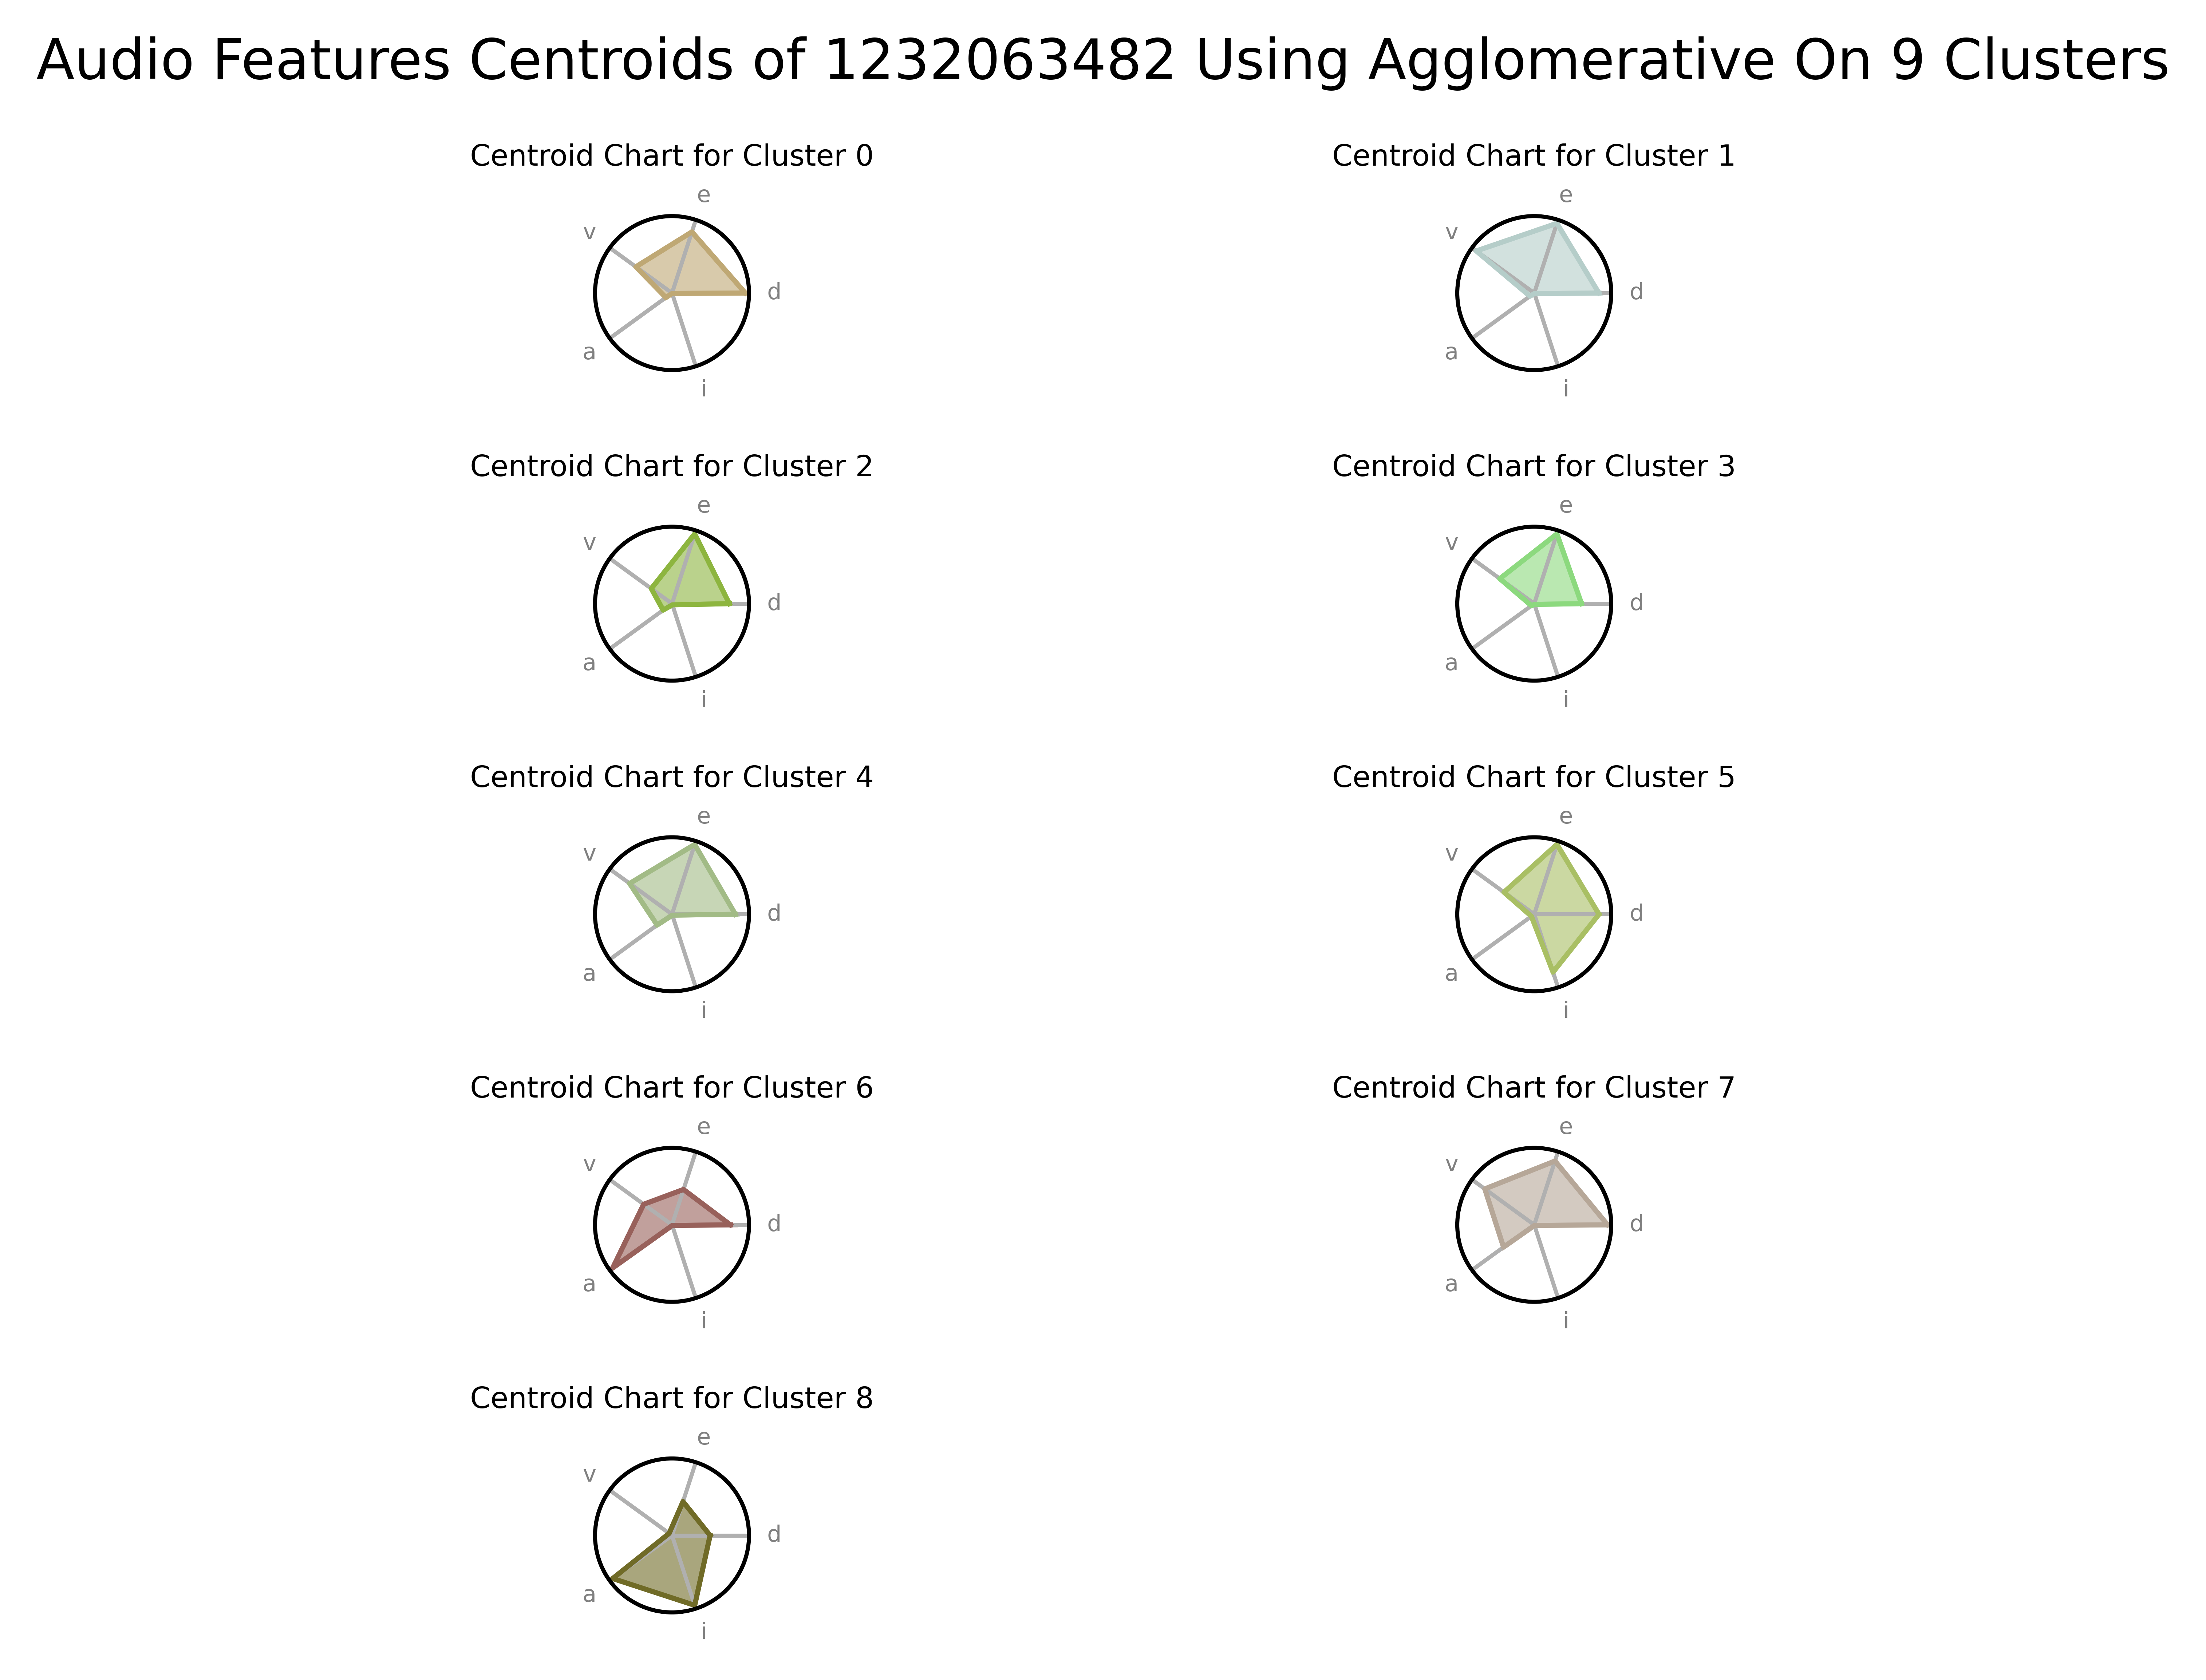 Audio Features Centroids of 1232063482 Using Agglomerative On 9 Clusters
Centroid Chart for Cluster 0
e
v
d
a
i
Centroid Chart for Cluster 1
e
v
d
a
i
Centroid Chart for Cluster 2
e
v
d
a
i
Centroid Chart for Cluster 3
e
v
d
a
i
Centroid Chart for Cluster 4
e
v
d
a
i
Centroid Chart for Cluster 5
e
v
d
a
i
Centroid Chart for Cluster 6
e
v
d
a
i
Centroid Chart for Cluster 7
e
v
d
a
i
Centroid Chart for Cluster 8
e
v
d
a
i